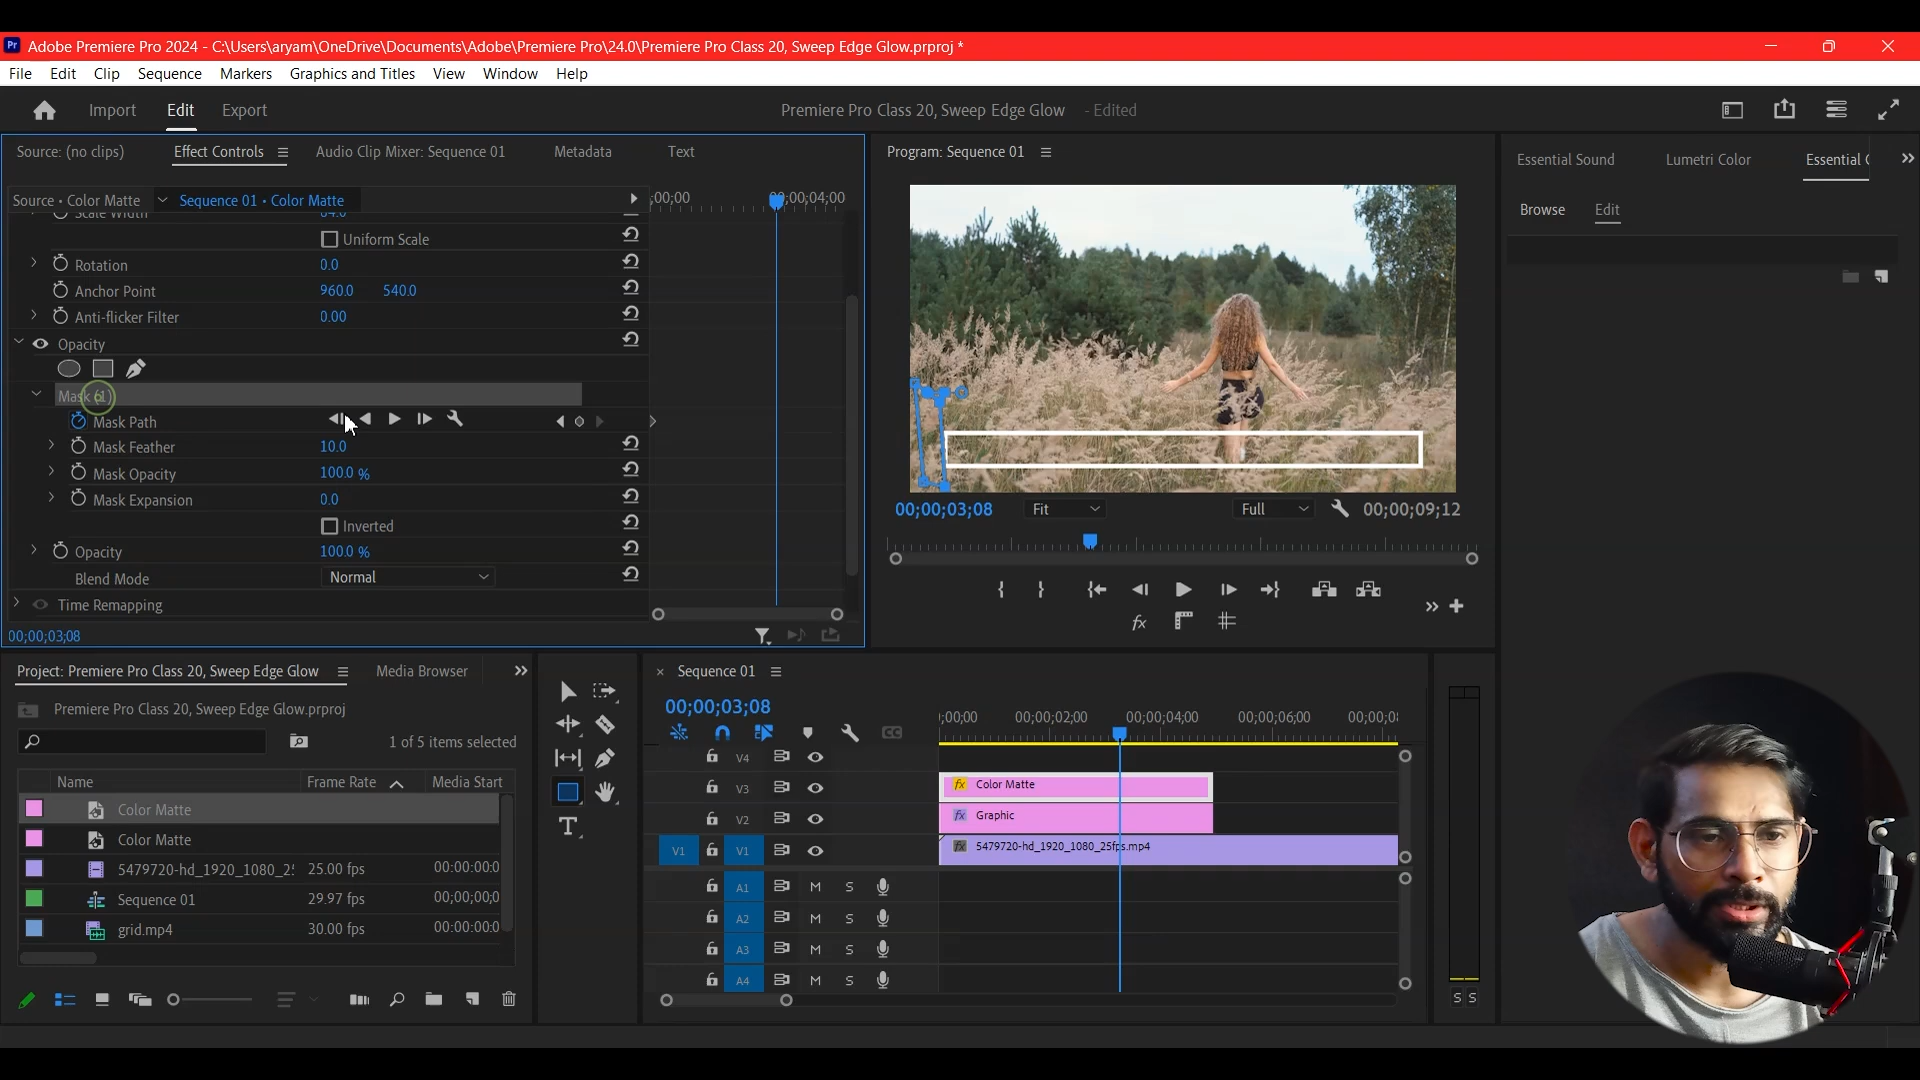 Adobe Premiere Pro 2024 - C:\Users\aryam\OneDrive\Documents\Adobe\Premiere Pro\24.0\Premiere Pro Class 20, Sweep Edge Glow.prproj *
File Edit Clip Sequence Markers Graphics and Titles View Window Help
Import Edit Export
Premiere Pro Class 20, Sweep Edge Glow - Edited
Source: (no clips) Effect Controls Audio Clip Mixer: Sequence 01 Metadata Text
Source • Color Matte Sequence 01 • Color Matte
;00;00 00;00;04;00
Scale Width 64.0
Uniform Scale
Rotation 0.0
Anchor Point 960.0 540.0
Anti-flicker Filter 0.00
Opacity
Mask (1)
Mask Path
Mask Feather 10.0
Mask Opacity 100.0 %
Mask Expansion 0.0
Inverted
Opacity 100.0 %
Blend Mode Normal
Time Remapping
00;00;03;08
Program: Sequence 01
00;00;03;08 Fit Full 00;00;09;12
fx
Essential Sound Lumetri Color Essential
Browse Edit
Project: Premiere Pro Class 20, Sweep Edge Glow Media Browser
Premiere Pro Class 20, Sweep Edge Glow.prproj
1 of 5 items selected
Name Frame Rate Media Start
Color Matte
Color Matte
5479720-hd_1920_1080_25 25.00 fps 00:00:00:0
Sequence 01 29.97 fps 00;00;00;0
grid.mp4 30.00 fps 00:00:00:0
T
Sequence 01
00;00;03;08
;00;00 00;00;02;00 00;00;04;00 00;00;06;00 00;00;0
CC
V4
V3 fx Color Matte
V2 fx Graphic
V1 V1 fx 5479720-hd_1920_1080_25fps.mp4
A1 M S
A2 M S
A3 M S
A4 M S
S S